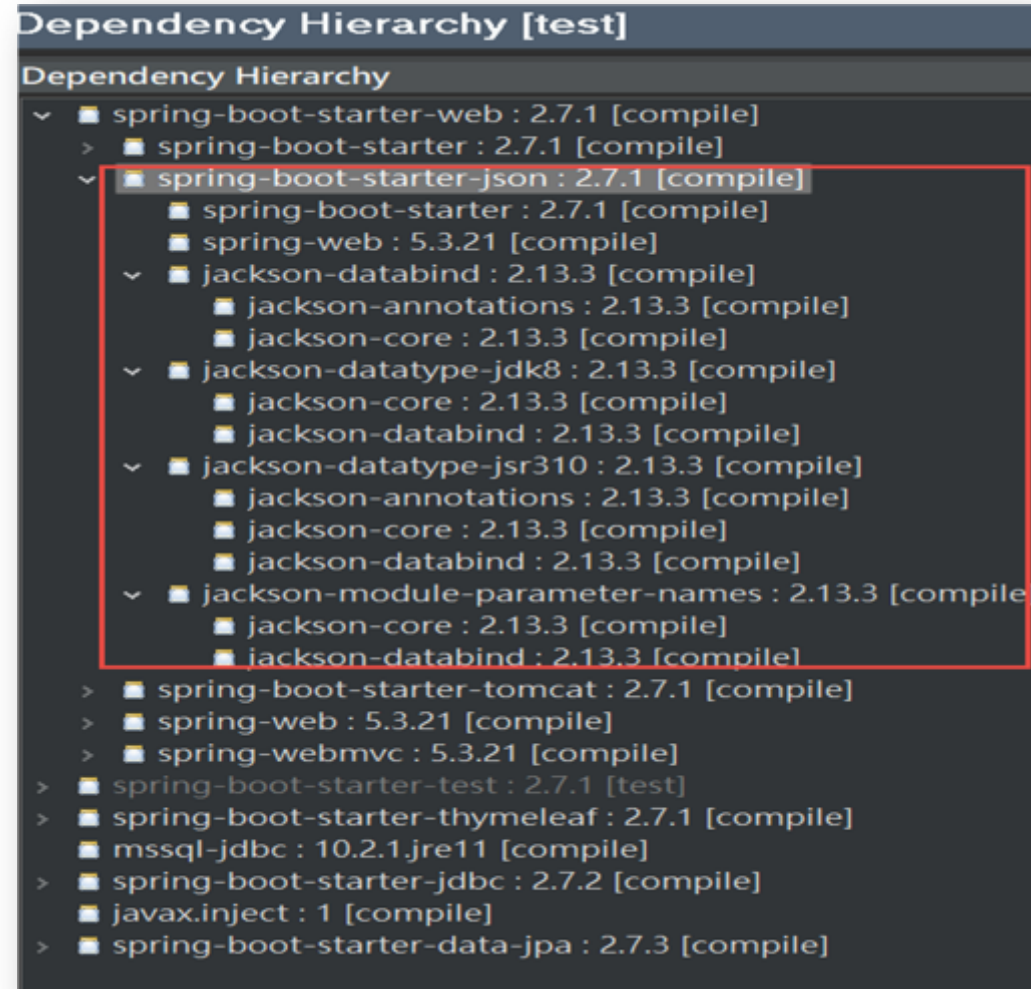 Dependency Hierarchy [test]
Dependency Hierarchy
spring-boot-starter-web : 2.7.1 [compile]
spring-boot-starter : 2.7.1 [compile]
spring-boot-starter-json : 2.7.1 [compile]
spring-boot-starter : 2.7.1 [compile]
spring-web : 5.3.21 [compile]
jackson-databind : 2.13.3 [compile]
jackson-annotations : 2.13.3 [compile]
jackson-core : 2.13.3 [compile]
jackson-datatype-jdk8 : 2.13.3 [compile]
jackson-core : 2.13.3 [compile]
jackson-databind : 2.13.3 [compile]
jackson-datatype-jsr310 : 2.13.3 [compile]
jackson-annotations : 2.13.3 [compile]
jackson-core : 2.13.3 [compile]
jackson-databind : 2.13.3 [compile]
jackson-module-parameter-names : 2.13.3 [compile
jackson-core : 2.13.3 [compile]
jackson-databind : 2.13.3 [compile]
spring-boot-starter-tomcat : 2.7.1 [compile]
spring-web : 5.3.21 [compile]
spring-webmvc : 5.3.21 [compile]
spring-boot-starter-test : 2.7.1 [test]
spring-boot-starter-thymeleaf : 2.7.1 [compile]
mssql-jdbc : 10.2.1.jre11 [compile]
spring-boot-starter-jdbc : 2.7.2 [compile]
javax.inject : 1 [compile]
spring-boot-starter-data-jpa : 2.7.3 [compile]